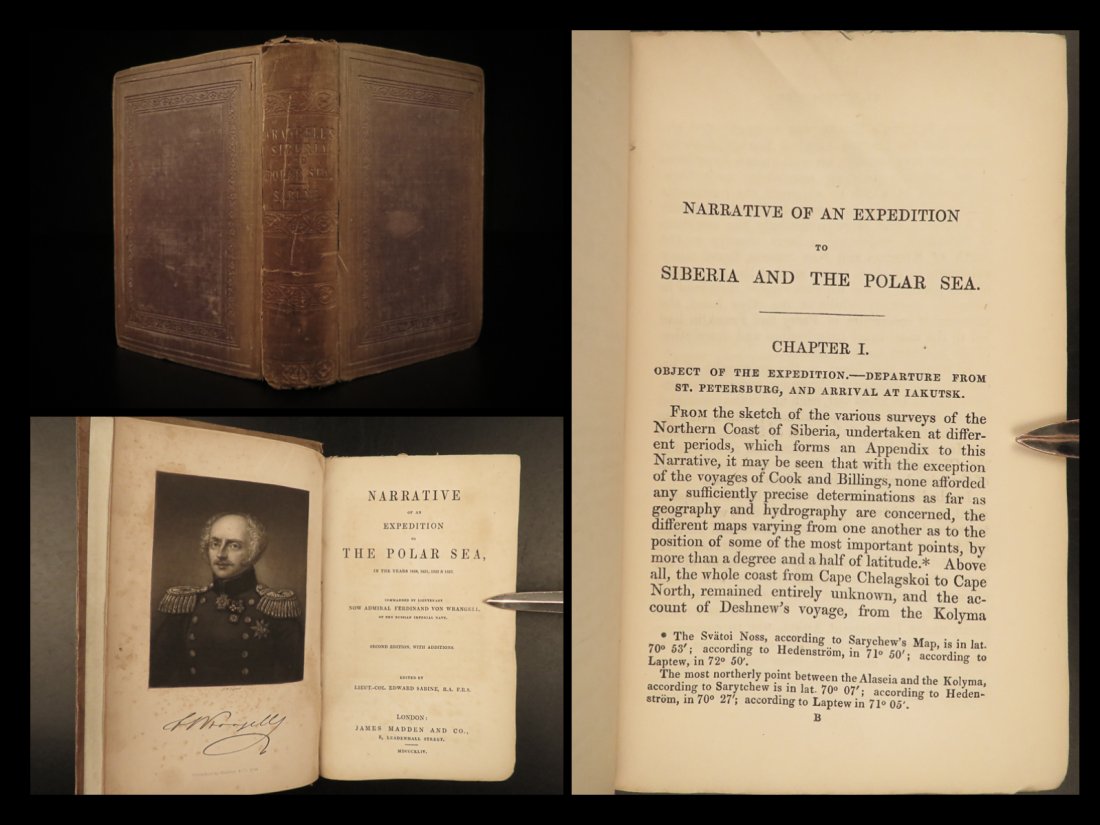 WRANGELL'S
SIBERIA
AND
POLAR SEA.
NARRATIVE
OF AN
EXPEDITION
TO
THE POLAR SEA,
IN THE YEARS 1820, 1821, 1822 & 1823.
COMMANDED BY LIEUTENANT
NOW ADMIRAL FERDINAND VON WRANGELL,
OF THE RUSSIAN IMPERIAL NAVY.
SECOND EDITION, WITH ADDITIONS.
EDITED BY
LIEUT.-COL. EDWARD SABINE, R.A. F.R.S.
LONDON:
JAMES MADDEN AND CO.,
8, LEADENHALL STREET.
MDCCCXLIV.
NARRATIVE OF AN EXPEDITION
TO
SIBERIA AND THE POLAR SEA.
CHAPTER I.
OBJECT OF THE EXPEDITION.—DEPARTURE FROM
ST. PETERSBURG, AND ARRIVAL AT IAKUTSK.
FROM the sketch of the various surveys of the
Northern Coast of Siberia, undertaken at differ-
ent periods, which forms an Appendix to this
Narrative, it may be seen that with the exception
of the voyages of Cook and Billings, none afforded
any sufficiently precise determinations as far as
geography and hydrography are concerned, the
different maps varying from one another as to the
position of some of the most important points, by
more than a degree and a half of latitude.* Above
all, the whole coast from Cape Chelagskoi to Cape
North, remained entirely unknown, and the ac-
count of Deshnew's voyage, from the Kolyma
* The Svätoi Noss, according to Sarychew's Map, is in lat.
70° 53′; according to Hedenström, in 71° 50′; according to
Laptew, in 72° 50′.
The most northerly point between the Alaseia and the Kolyma,
according to Sarytchew is in lat. 70° 07′; according to Heden-
ström, in 70° 27′; according to Laptew in 71° 05′.
B